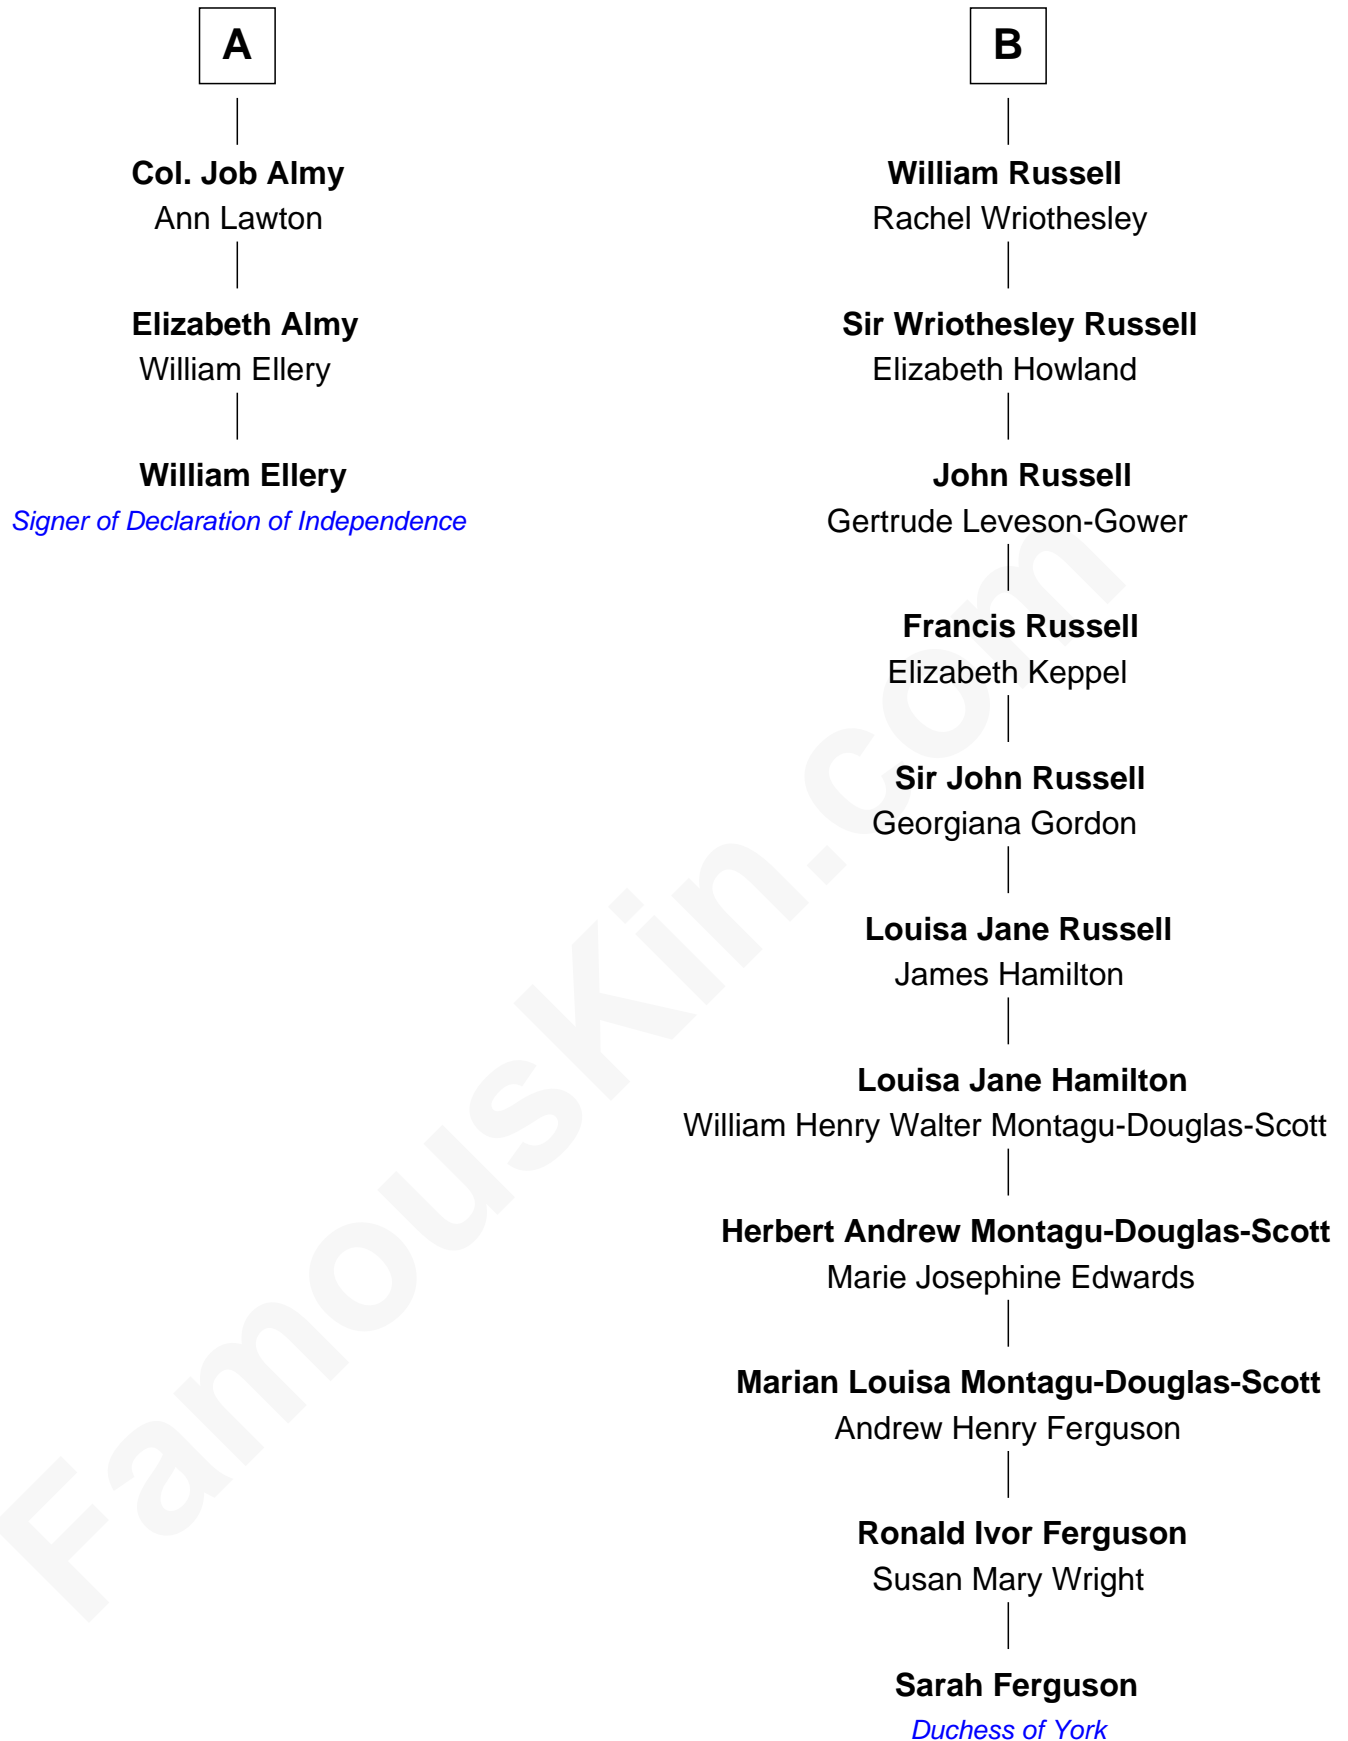 A
Col. Job Almy
Ann Lawton
Elizabeth Almy
William Ellery
William Ellery
Signer of Declaration of Independence
B
William Russell
Rachel Wriothesley
Sir Wriothesley Russell
Elizabeth Howland
John Russell
Gertrude Leveson-Gower
Francis Russell
Elizabeth Keppel
Sir John Russell
Georgiana Gordon
Louisa Jane Russell
James Hamilton
Louisa Jane Hamilton
William Henry Walter Montagu-Douglas-Scott
Herbert Andrew Montagu-Douglas-Scott
Marie Josephine Edwards
Marian Louisa Montagu-Douglas-Scott
Andrew Henry Ferguson
Ronald Ivor Ferguson
Susan Mary Wright
Sarah Ferguson
Duchess of York
FamousKin.com